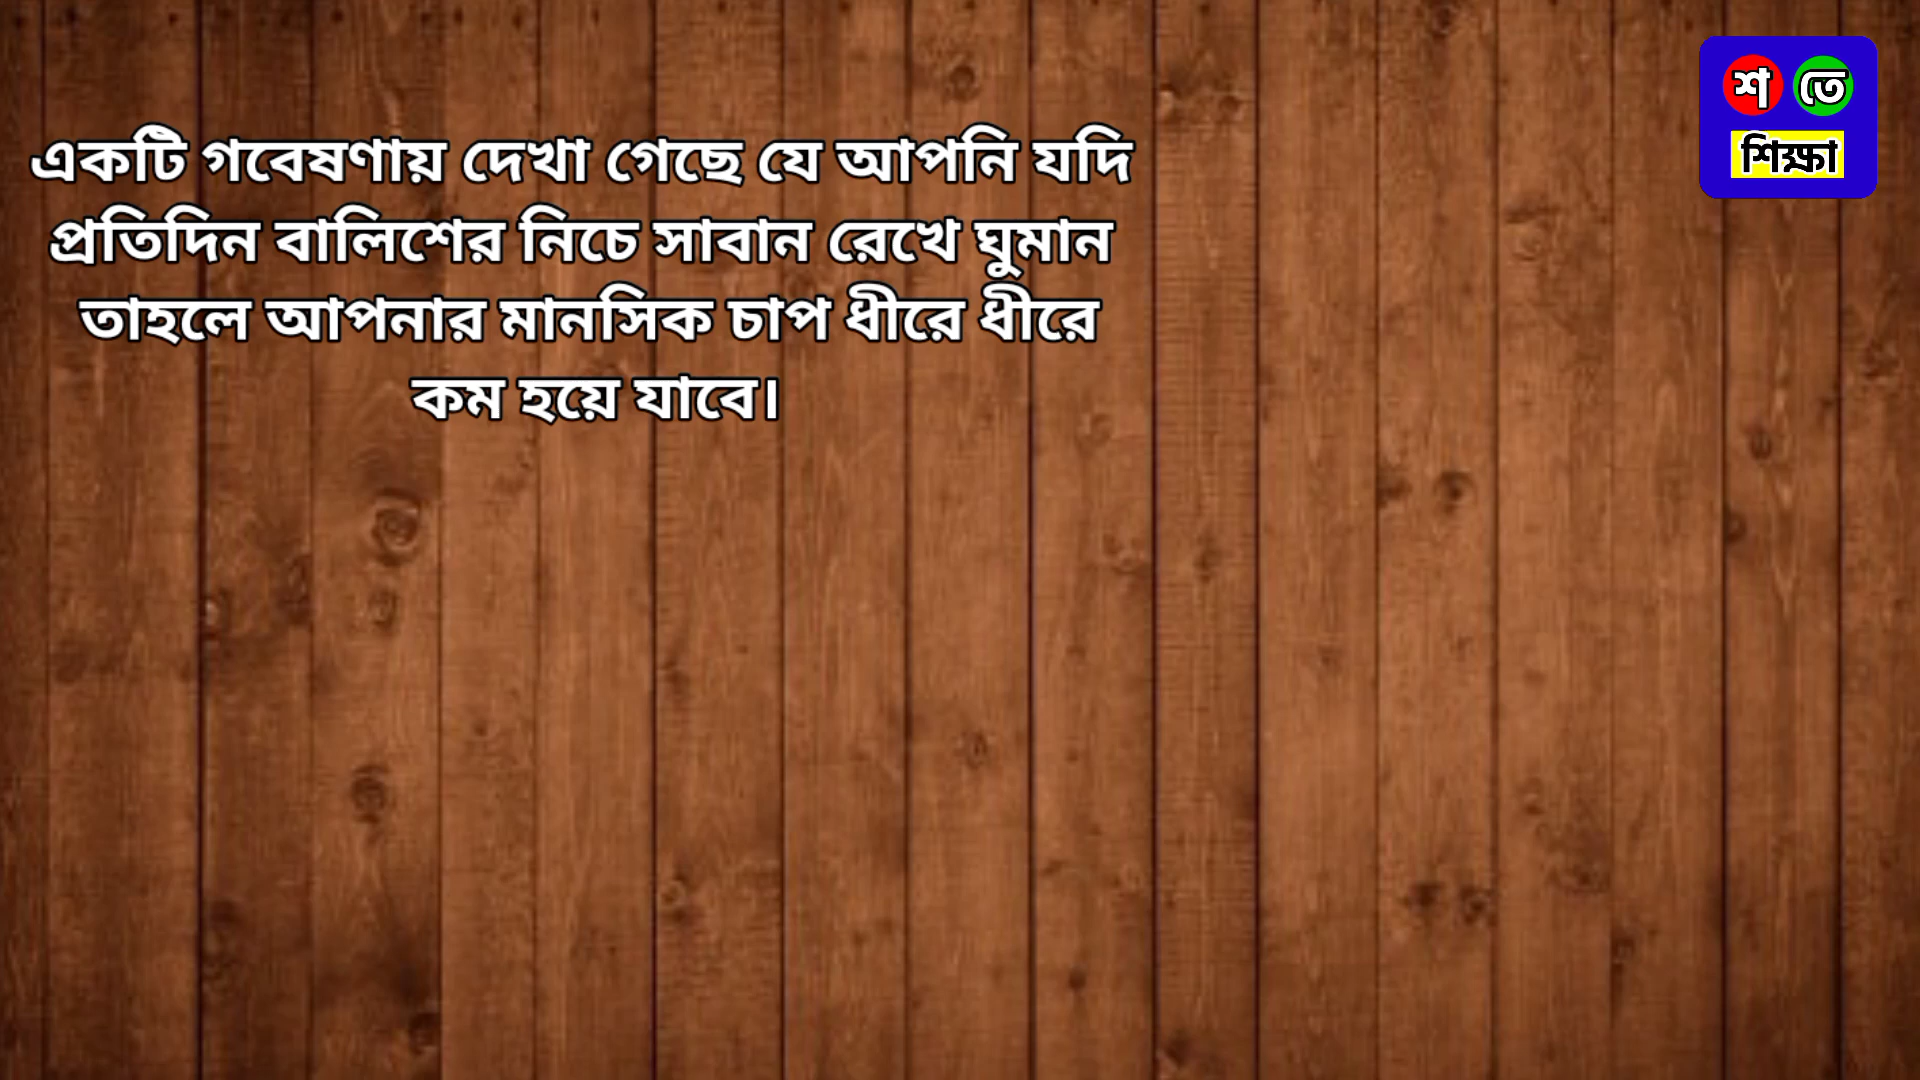 একটি গবেষণায় দেখা গেছে যে আপনি যদি
প্রতিদিন বালিশের নিচে সাবান রেখে ঘুমান
তাহলে আপনার মানসিক চাপ ধীরে ধীরে
কম হয়ে যাবে।
শ তে
শিক্ষা